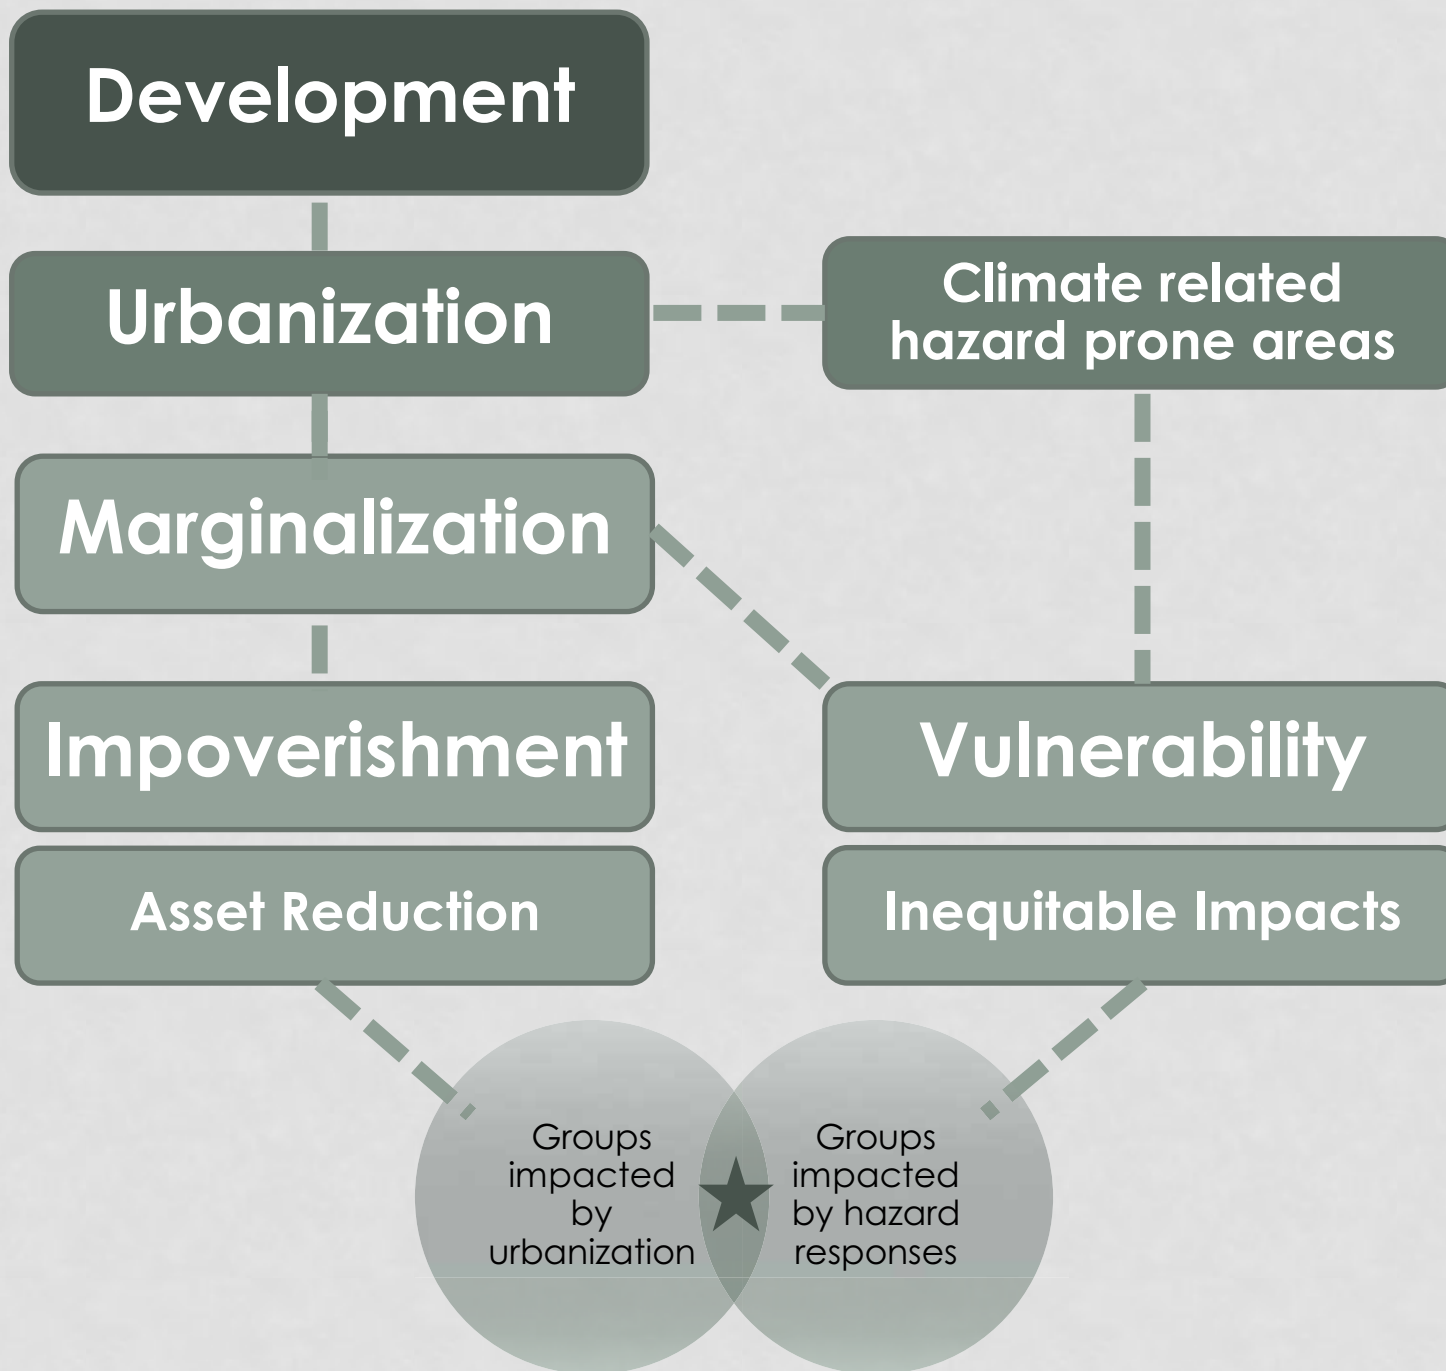 Development
Urbanization
Climate related
hazard prone areas
Marginalization
Impoverishment
Vulnerability
Asset Reduction
Inequitable Impacts
Groups
impacted
by
urbanization
Groups
impacted
by hazard
responses